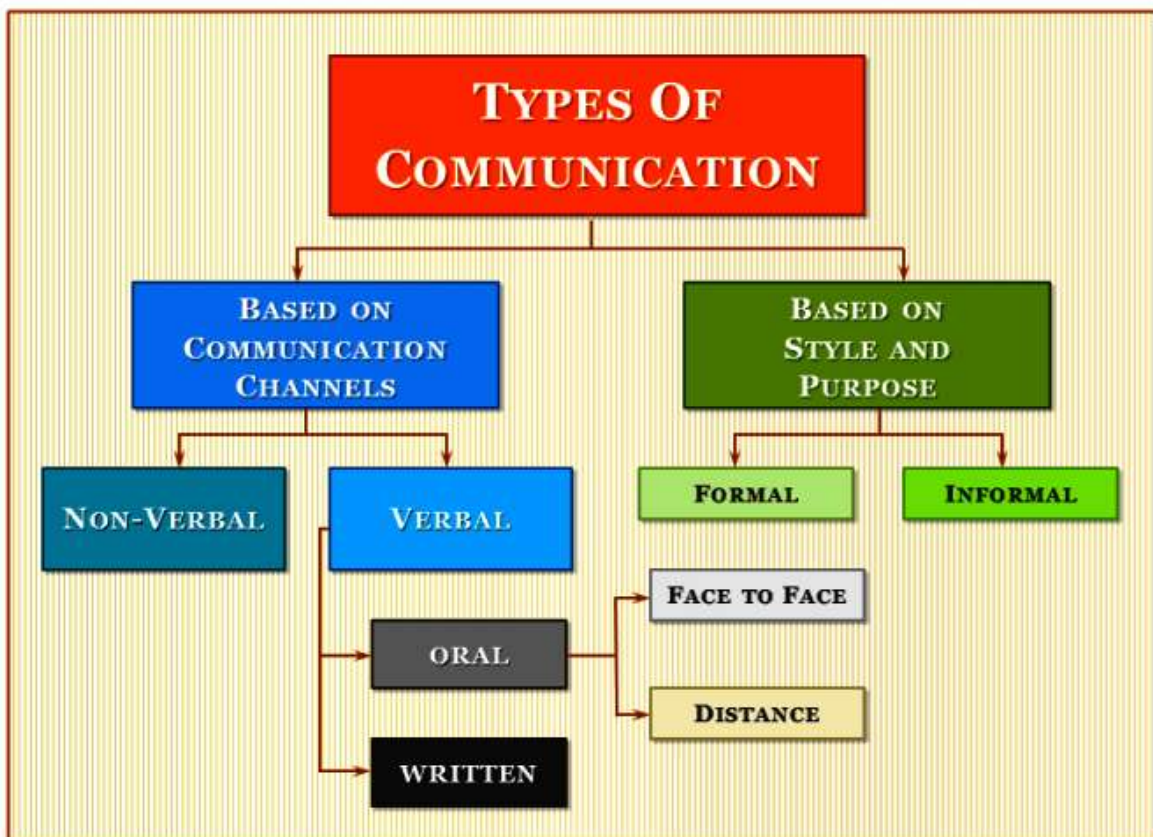 Types Of
Communication
Based on
Communication
Channels
Based on
Style and
Purpose
Non-Verbal
Verbal
Formal
Informal
Face to Face
oral
Distance
written